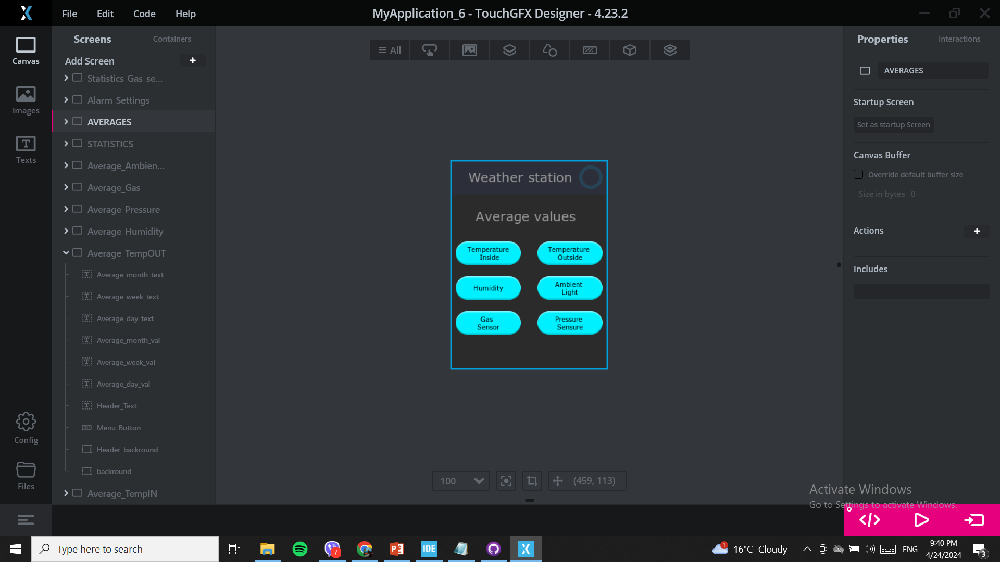 File Edit Code Help
MyApplication_6 - TouchGFX Designer - 4.23.2
Canvas
Images
Texts
Config
Files
Screens Containers
Add Screen
Statistics_Gas_se...
Alarm_Settings
AVERAGES
STATISTICS
Average_Ambien...
Average_Gas
Average_Pressure
Average_Humidity
Average_TempOUT
Average_month_text
Average_week_text
Average_day_text
Average_month_val
Average_week_val
Average_day_val
Header_Text
TEXT Menu_Button
Header_backround
backround
Average_TempIN
All
Weather station
Average values
Temperature
Inside
Temperature
Outside
Humidity
Ambient
Light
Gas
Sensor
Pressure
Sensure
100
(459, 113)
Properties Interactions
AVERAGES
Startup Screen
Set as startup Screen
Canvas Buffer
Override default buffer size
Size in bytes 0
Actions
Includes
Activate Windows
Go to Settings to activate Windows.
Type here to search
7
IDE
1
16°C Cloudy
ENG
9:40 PM
4/24/2024
3